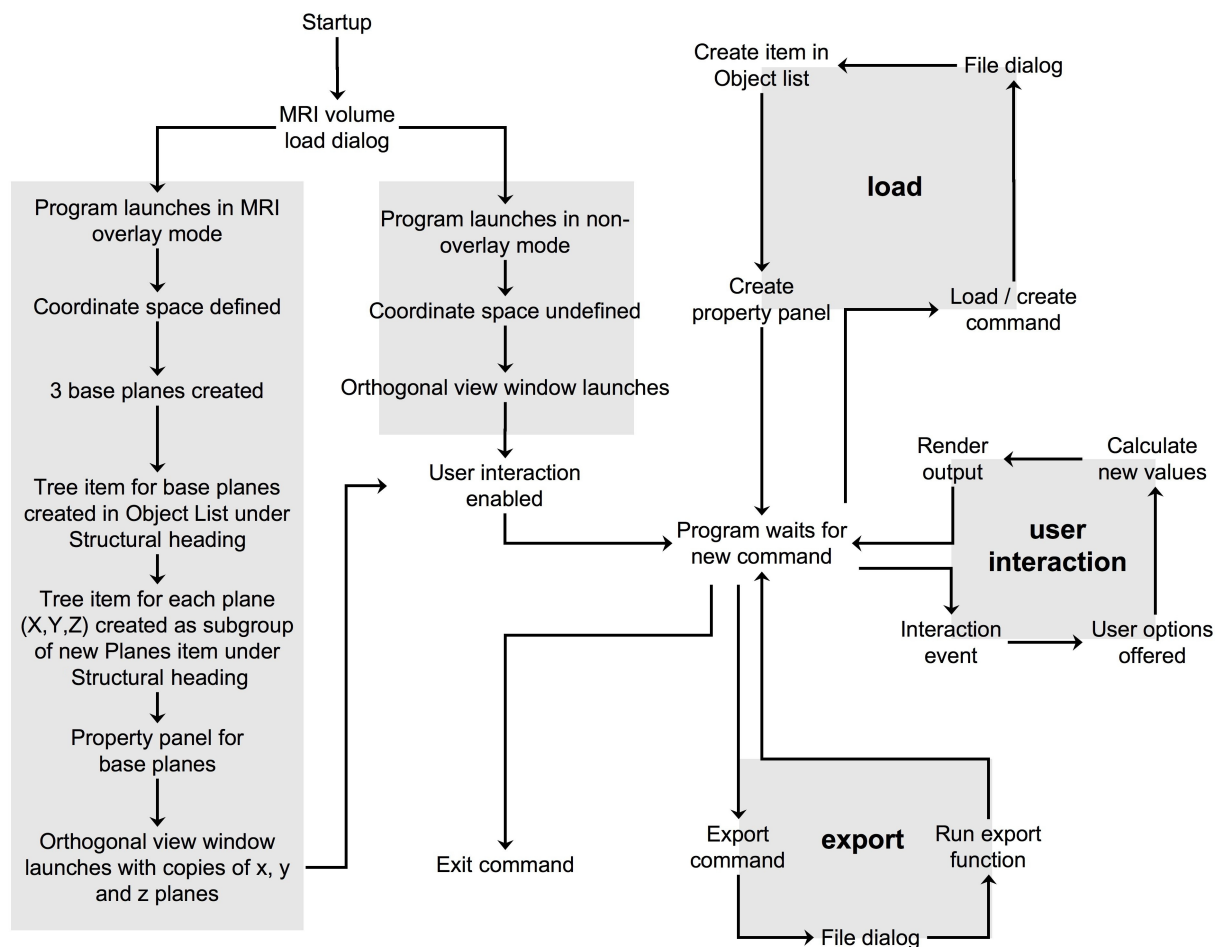 Startup
MRI volume
load dialog
Program launches in MRI
overlay mode
Coordinate space defined
3 base planes created
Tree item for base planes
created in Object List under
Structural heading
Tree item for each plane
(X,Y,Z) created as subgroup
of new Planes item under
Structural heading
Property panel for
base planes
Orthogonal view window
launches with copies of x, y
and z planes
Program launches in non-
overlay mode
Coordinate space undefined
Orthogonal view window launches
User interaction
enabled
Exit command
Create item in
Object list
File dialog
load
Create
property panel
Load / create
command
Program waits for
new command
Render
output
Calculate
new values
user
interaction
Interaction
event
User options
offered
Export
command
export
Run export
function
File dialog